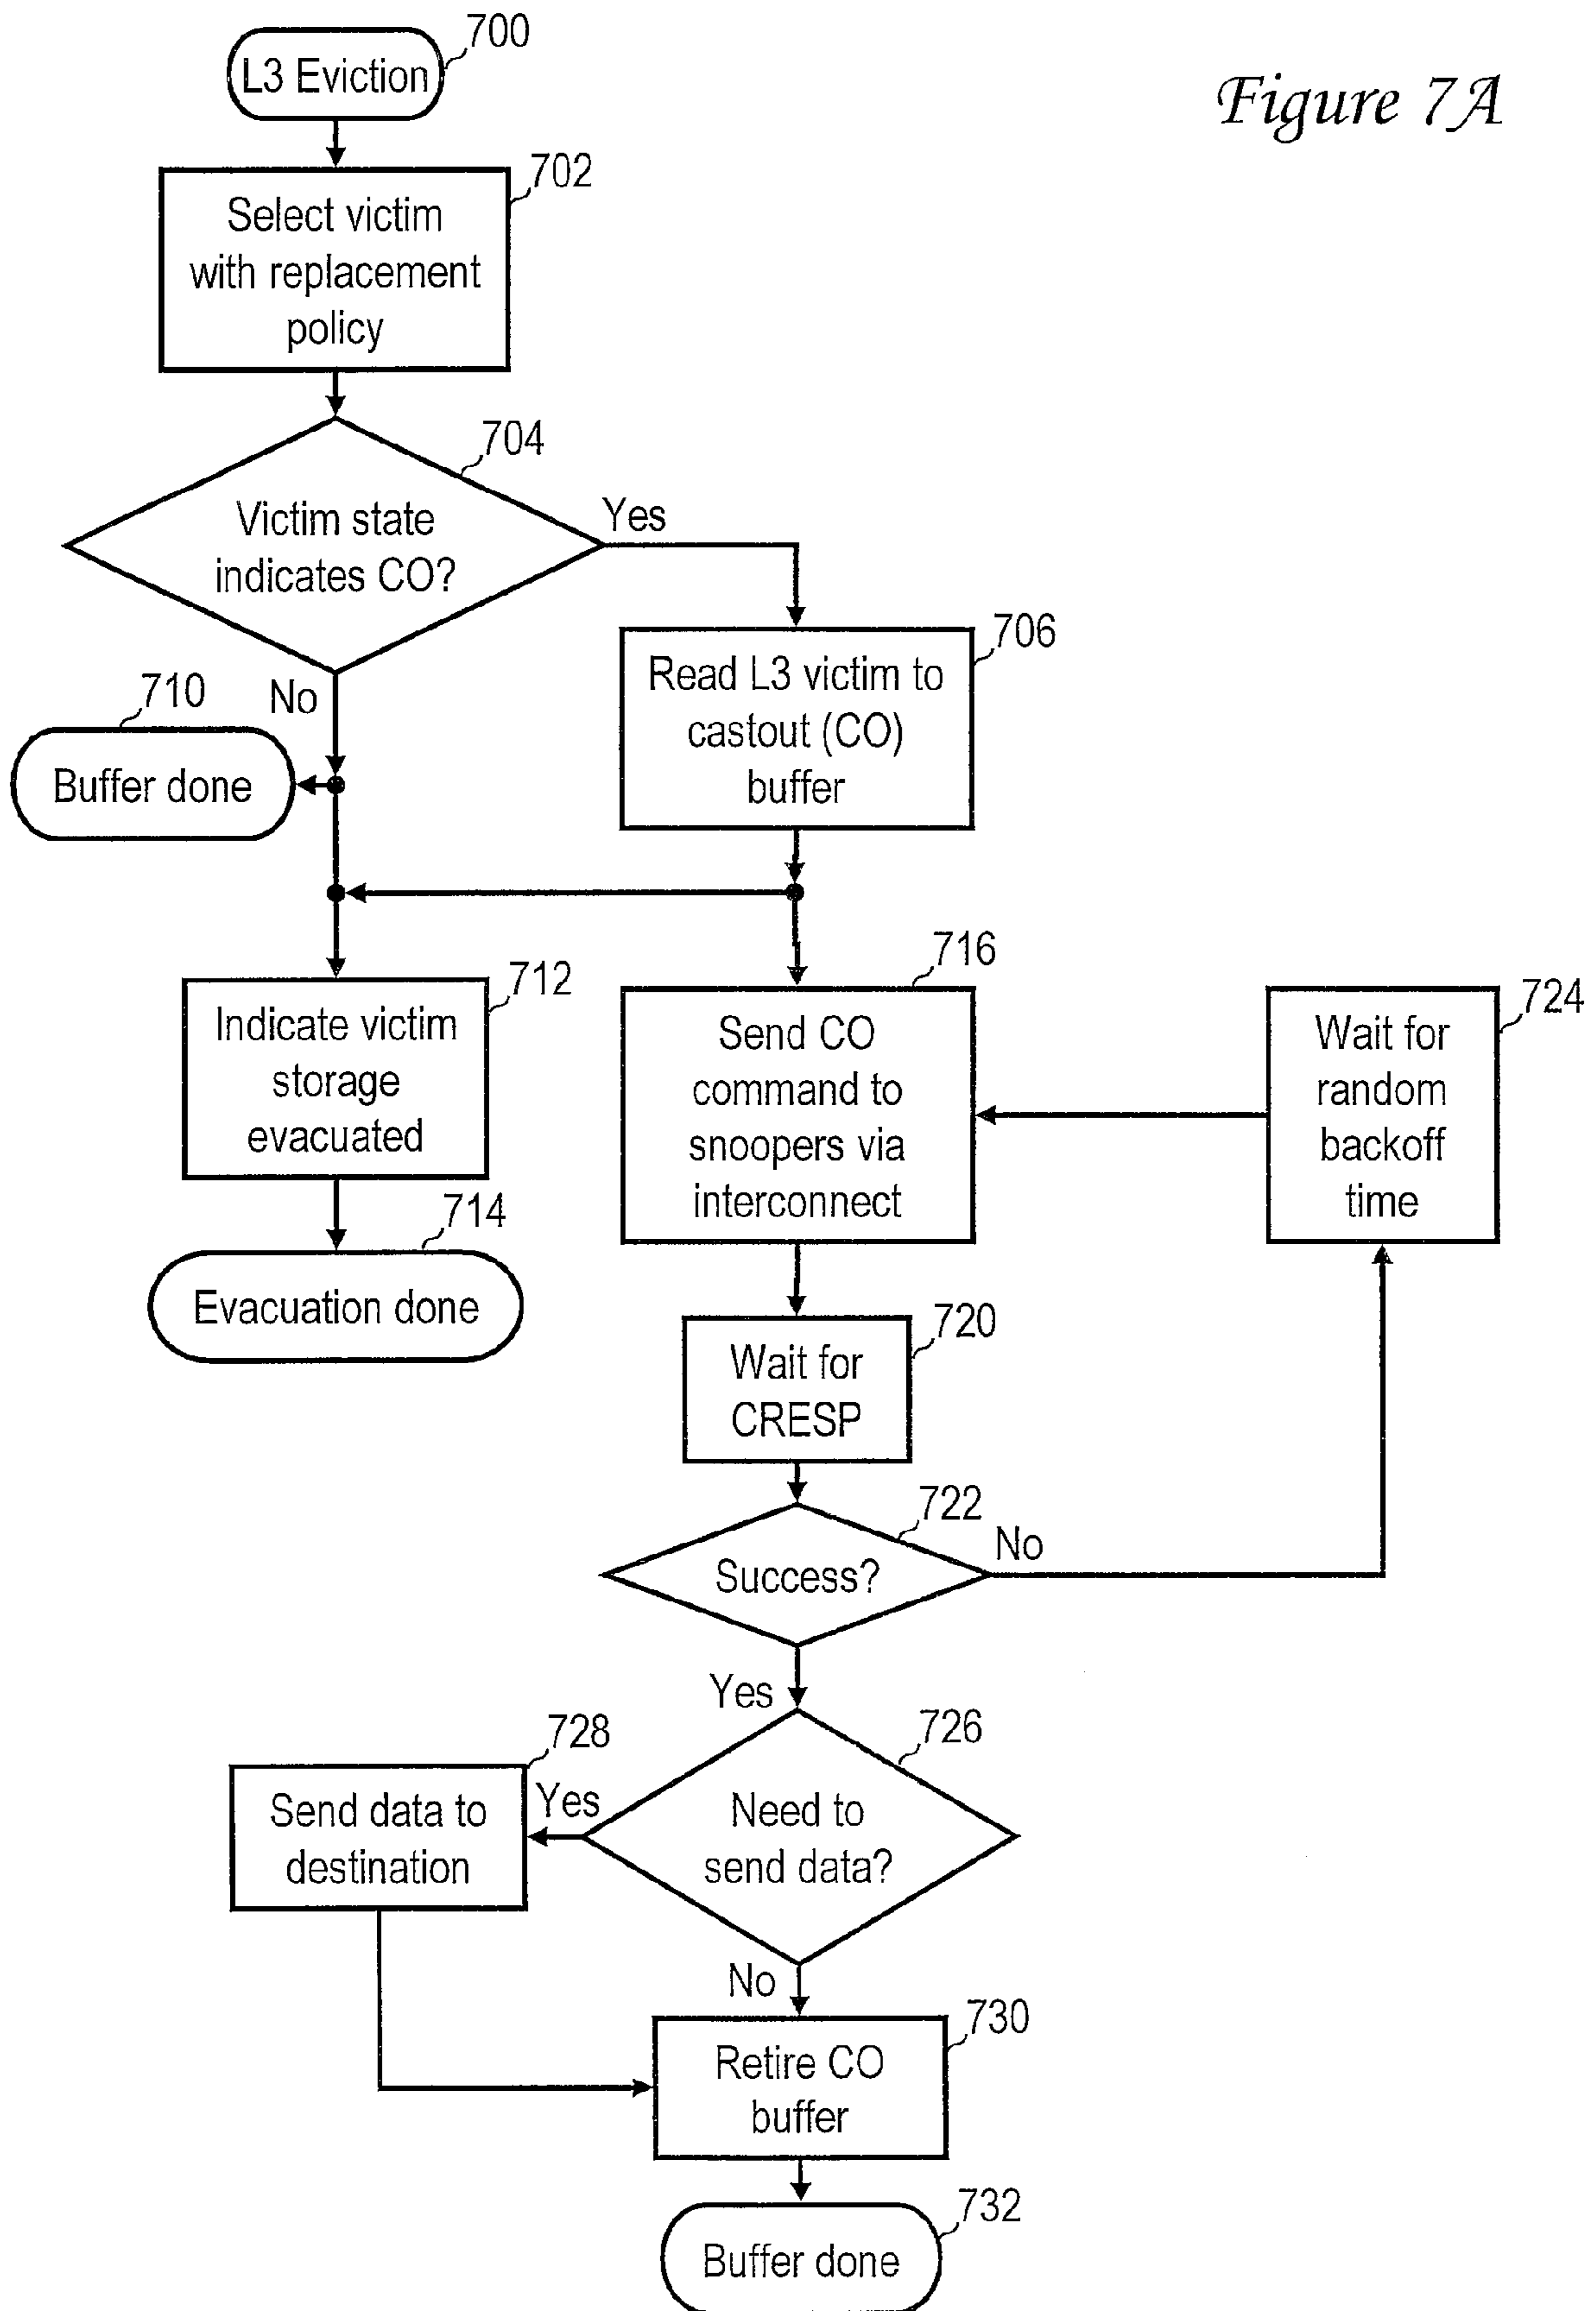 700
L3 Eviction
Figure 7A
702
Select victim
with replacement
policy
704
Victim state
indicates CO?
Yes
No
706
Read L3 victim to
castout (CO)
buffer
710
Buffer done
712
Indicate victim
storage
evacuated
714
Evacuation done
716
Send CO
command to
snoopers via
interconnect
724
Wait for
random
backoff
time
720
Wait for
CRESP
722
Success?
No
Yes
726
Need to
send data?
Yes
728
Send data to
destination
No
730
Retire CO
buffer
732
Buffer done